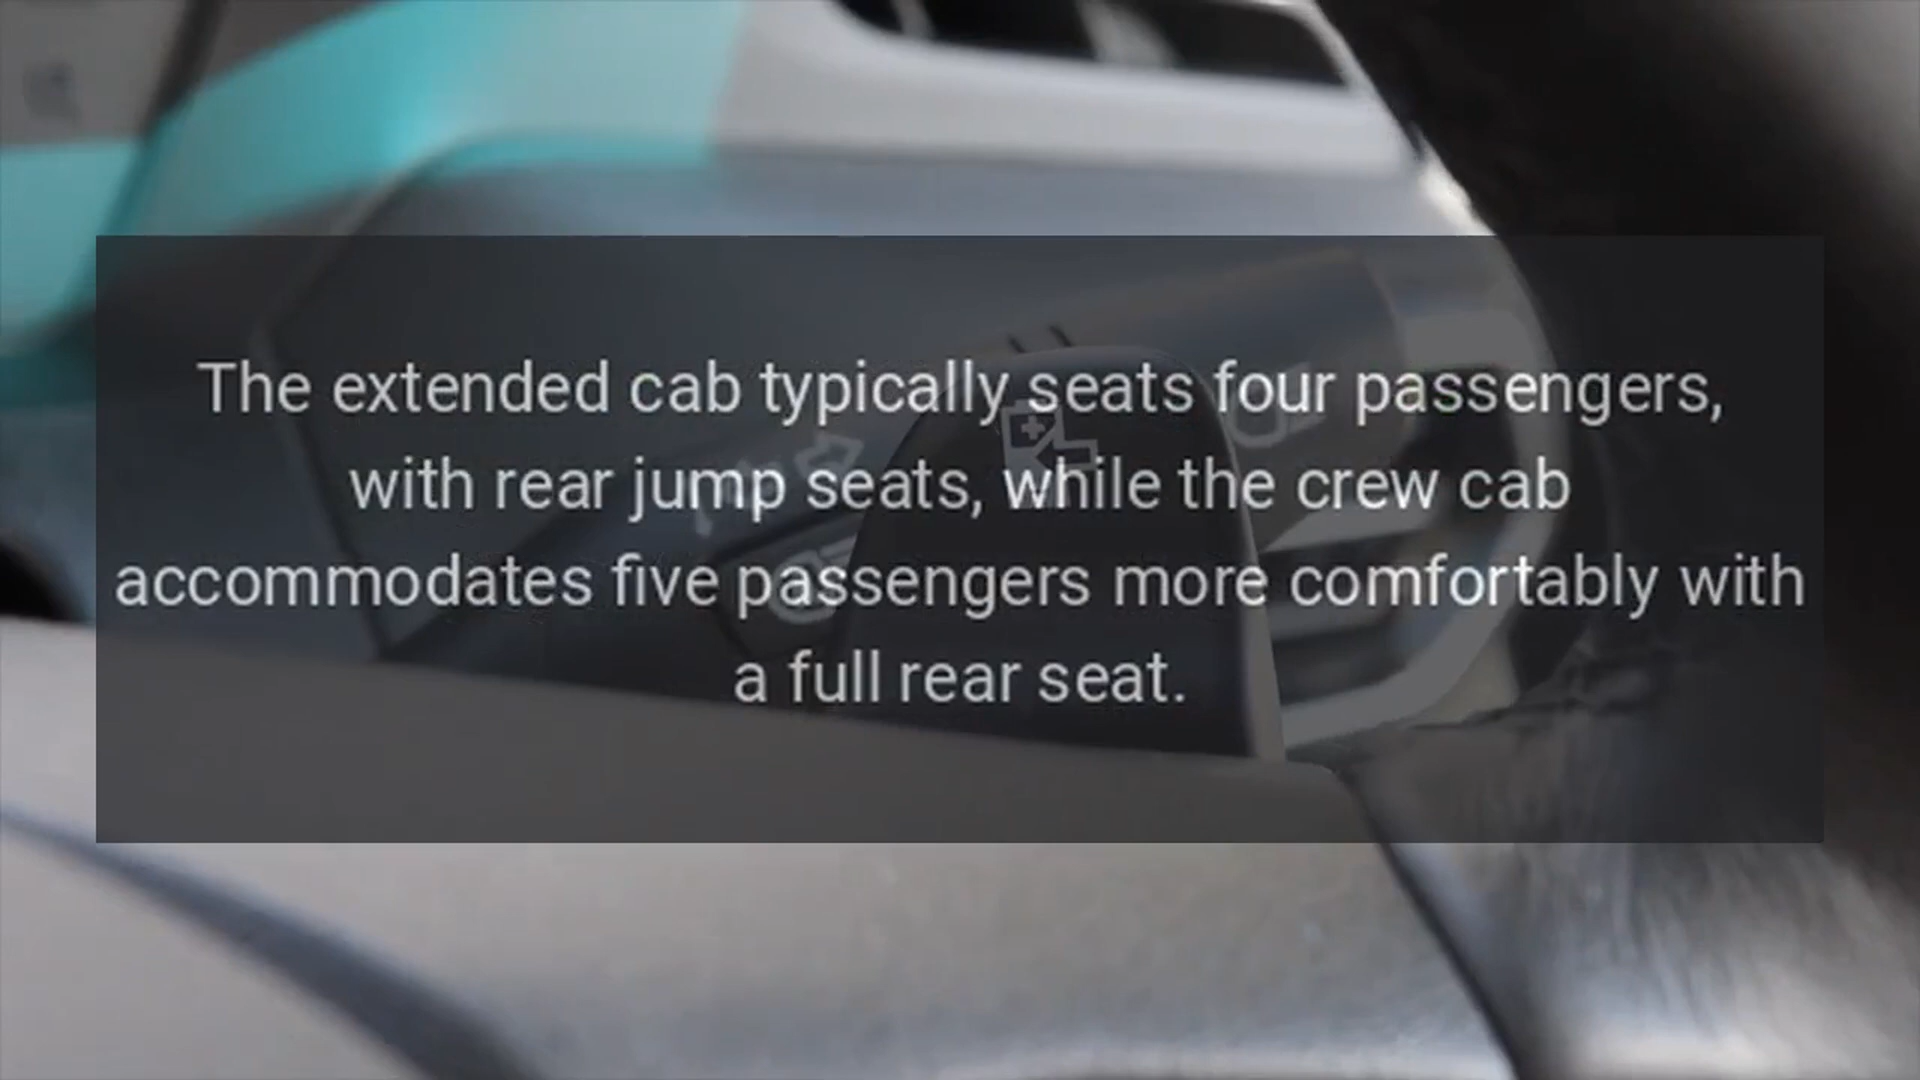 The extended cab typically seats four passengers,
with rear jump seats, while the crew cab
accommodates five passengers more comfortably with
a full rear seat.